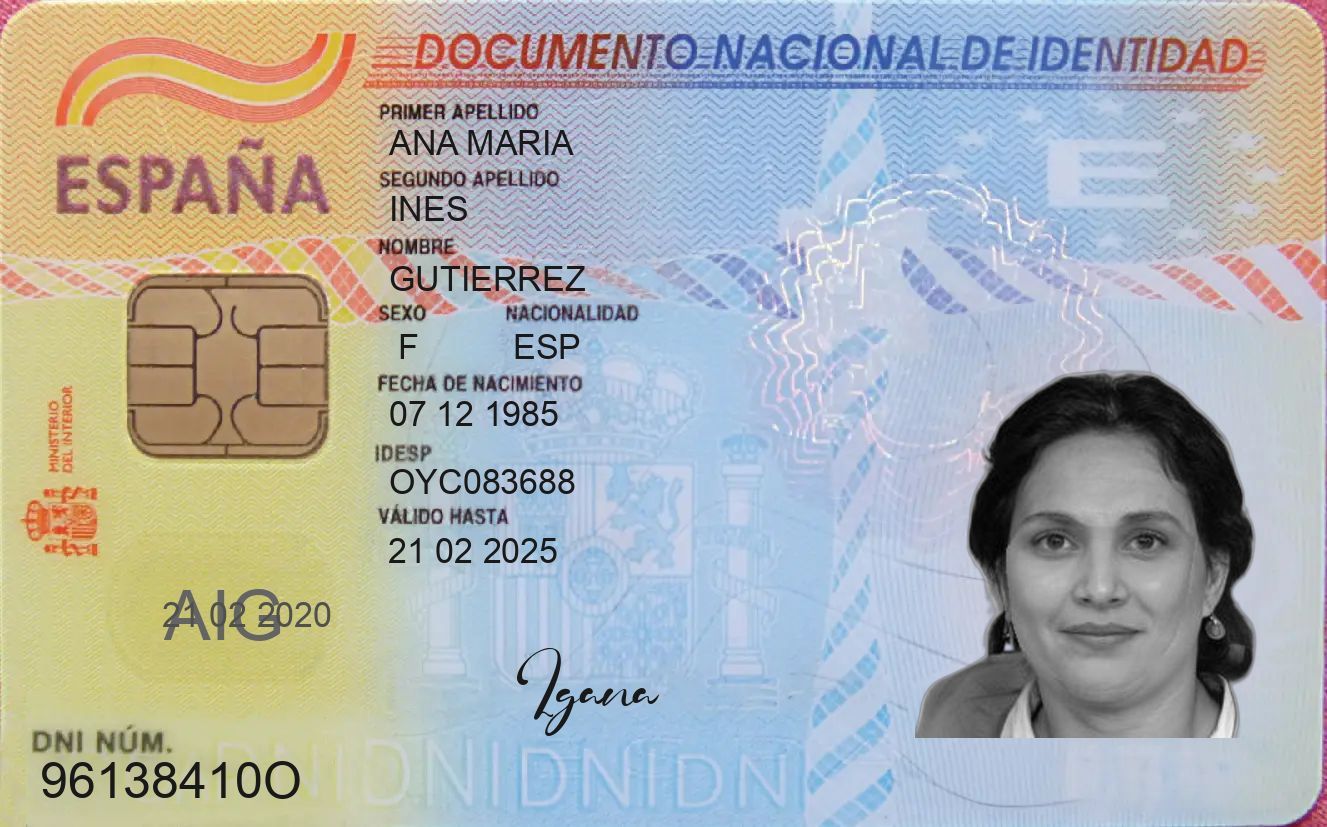 DOCUMENTO NACIONAL DE IDENTIDAD
ESPAÑA
PRIMER APELLIDO
ANA MARIA
SEGUNDO APELLIDO
INES
NOMBRE
GUTIERREZ
SEXO NACIONALIDAD
F ESP
FECHA DE NACIMIENTO
07 12 1985
IDESP
OYC083688
VÁLIDO HASTA
21 02 2025
MINISTERIO
DEL INTERIOR
AIG
21 02 2020
Igana
DNI NÚM.
96138410O
DNIDNIDNIDNI
E